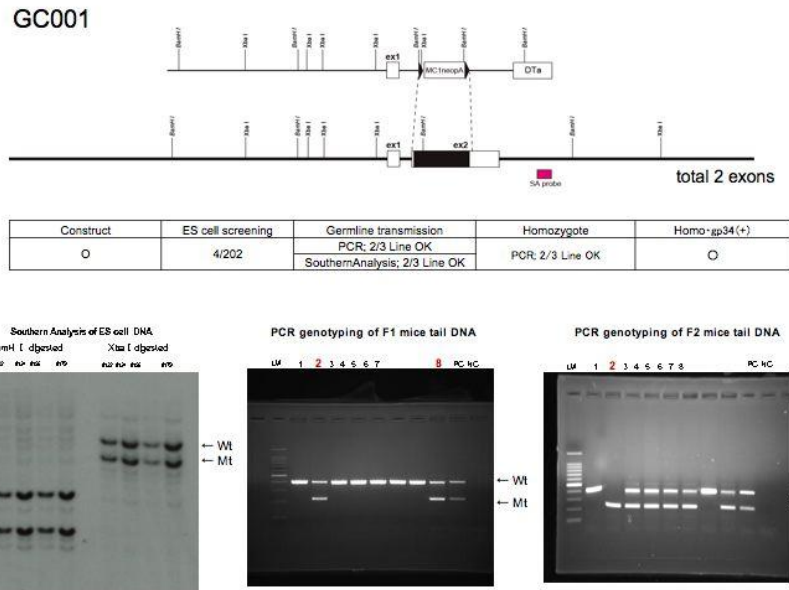 GC001
BamH I Xba I BamH I Xba I Xba I Xba I ex1 BamH I Xba I MC1neopA BamH I BamH I DTa
BamH I Xba I BamH I Xba I Xba I Xba I ex1 BamH I ex2 BamH I Xba I
SA probe
total 2 exons
Construct ES cell screening Germline transmission Homozygote Homo-gp34(+)
O 4/202 PCR; 2/3 Line OK PCR; 2/3 Line OK O
SouthernAnalysis; 2/3 Line OK
Southern Analysis of ES cell DNA
mH I digested Xba I digested
← Wt
← Mt
PCR genotyping of F1 mice tail DNA
LM 1 2 3 4 5 6 7 8 PC NC
← Wt
← Mt
PCR genotyping of F2 mice tail DNA
LM 1 2 3 4 5 6 7 8 PC NC